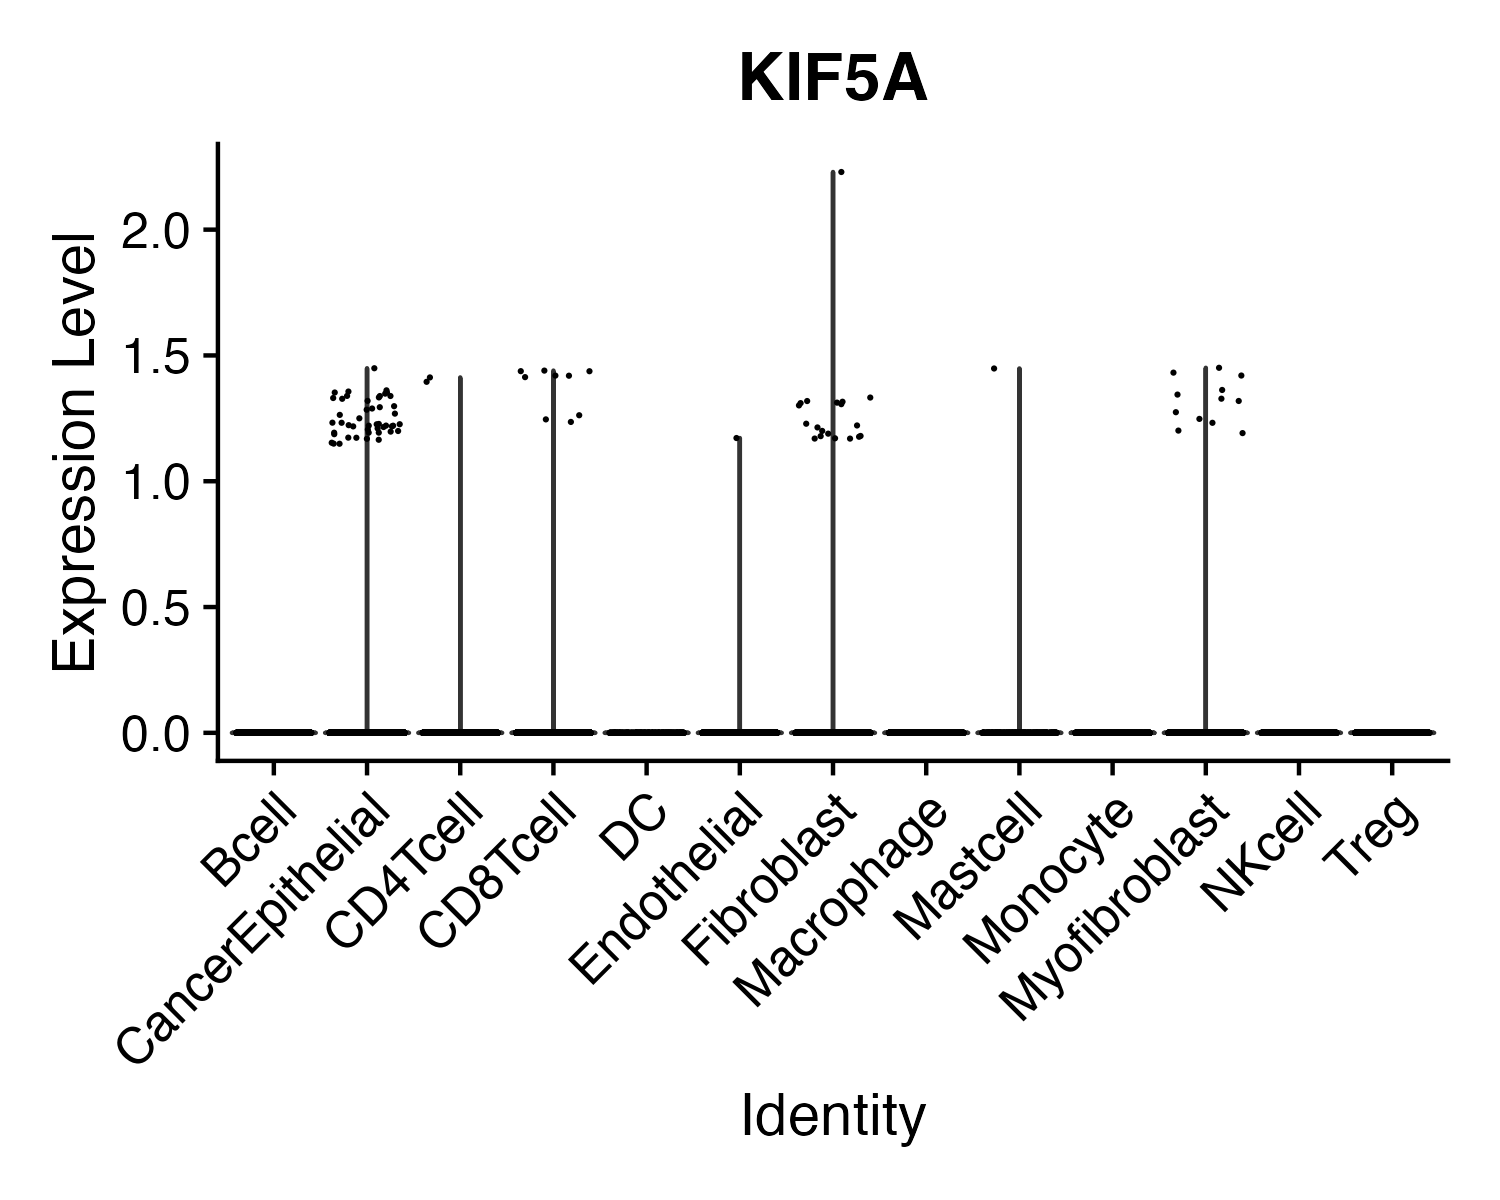 KIF5A
Expression Level
2.0
1.5
1.0
0.5
0.0
Bcell
CancerEpithelial
CD4Tcell
CD8Tcell
DC
Endothelial
Fibroblast
Macrophage
Mastcell
Monocyte
Myofibroblast
NKcell
Treg
Identity